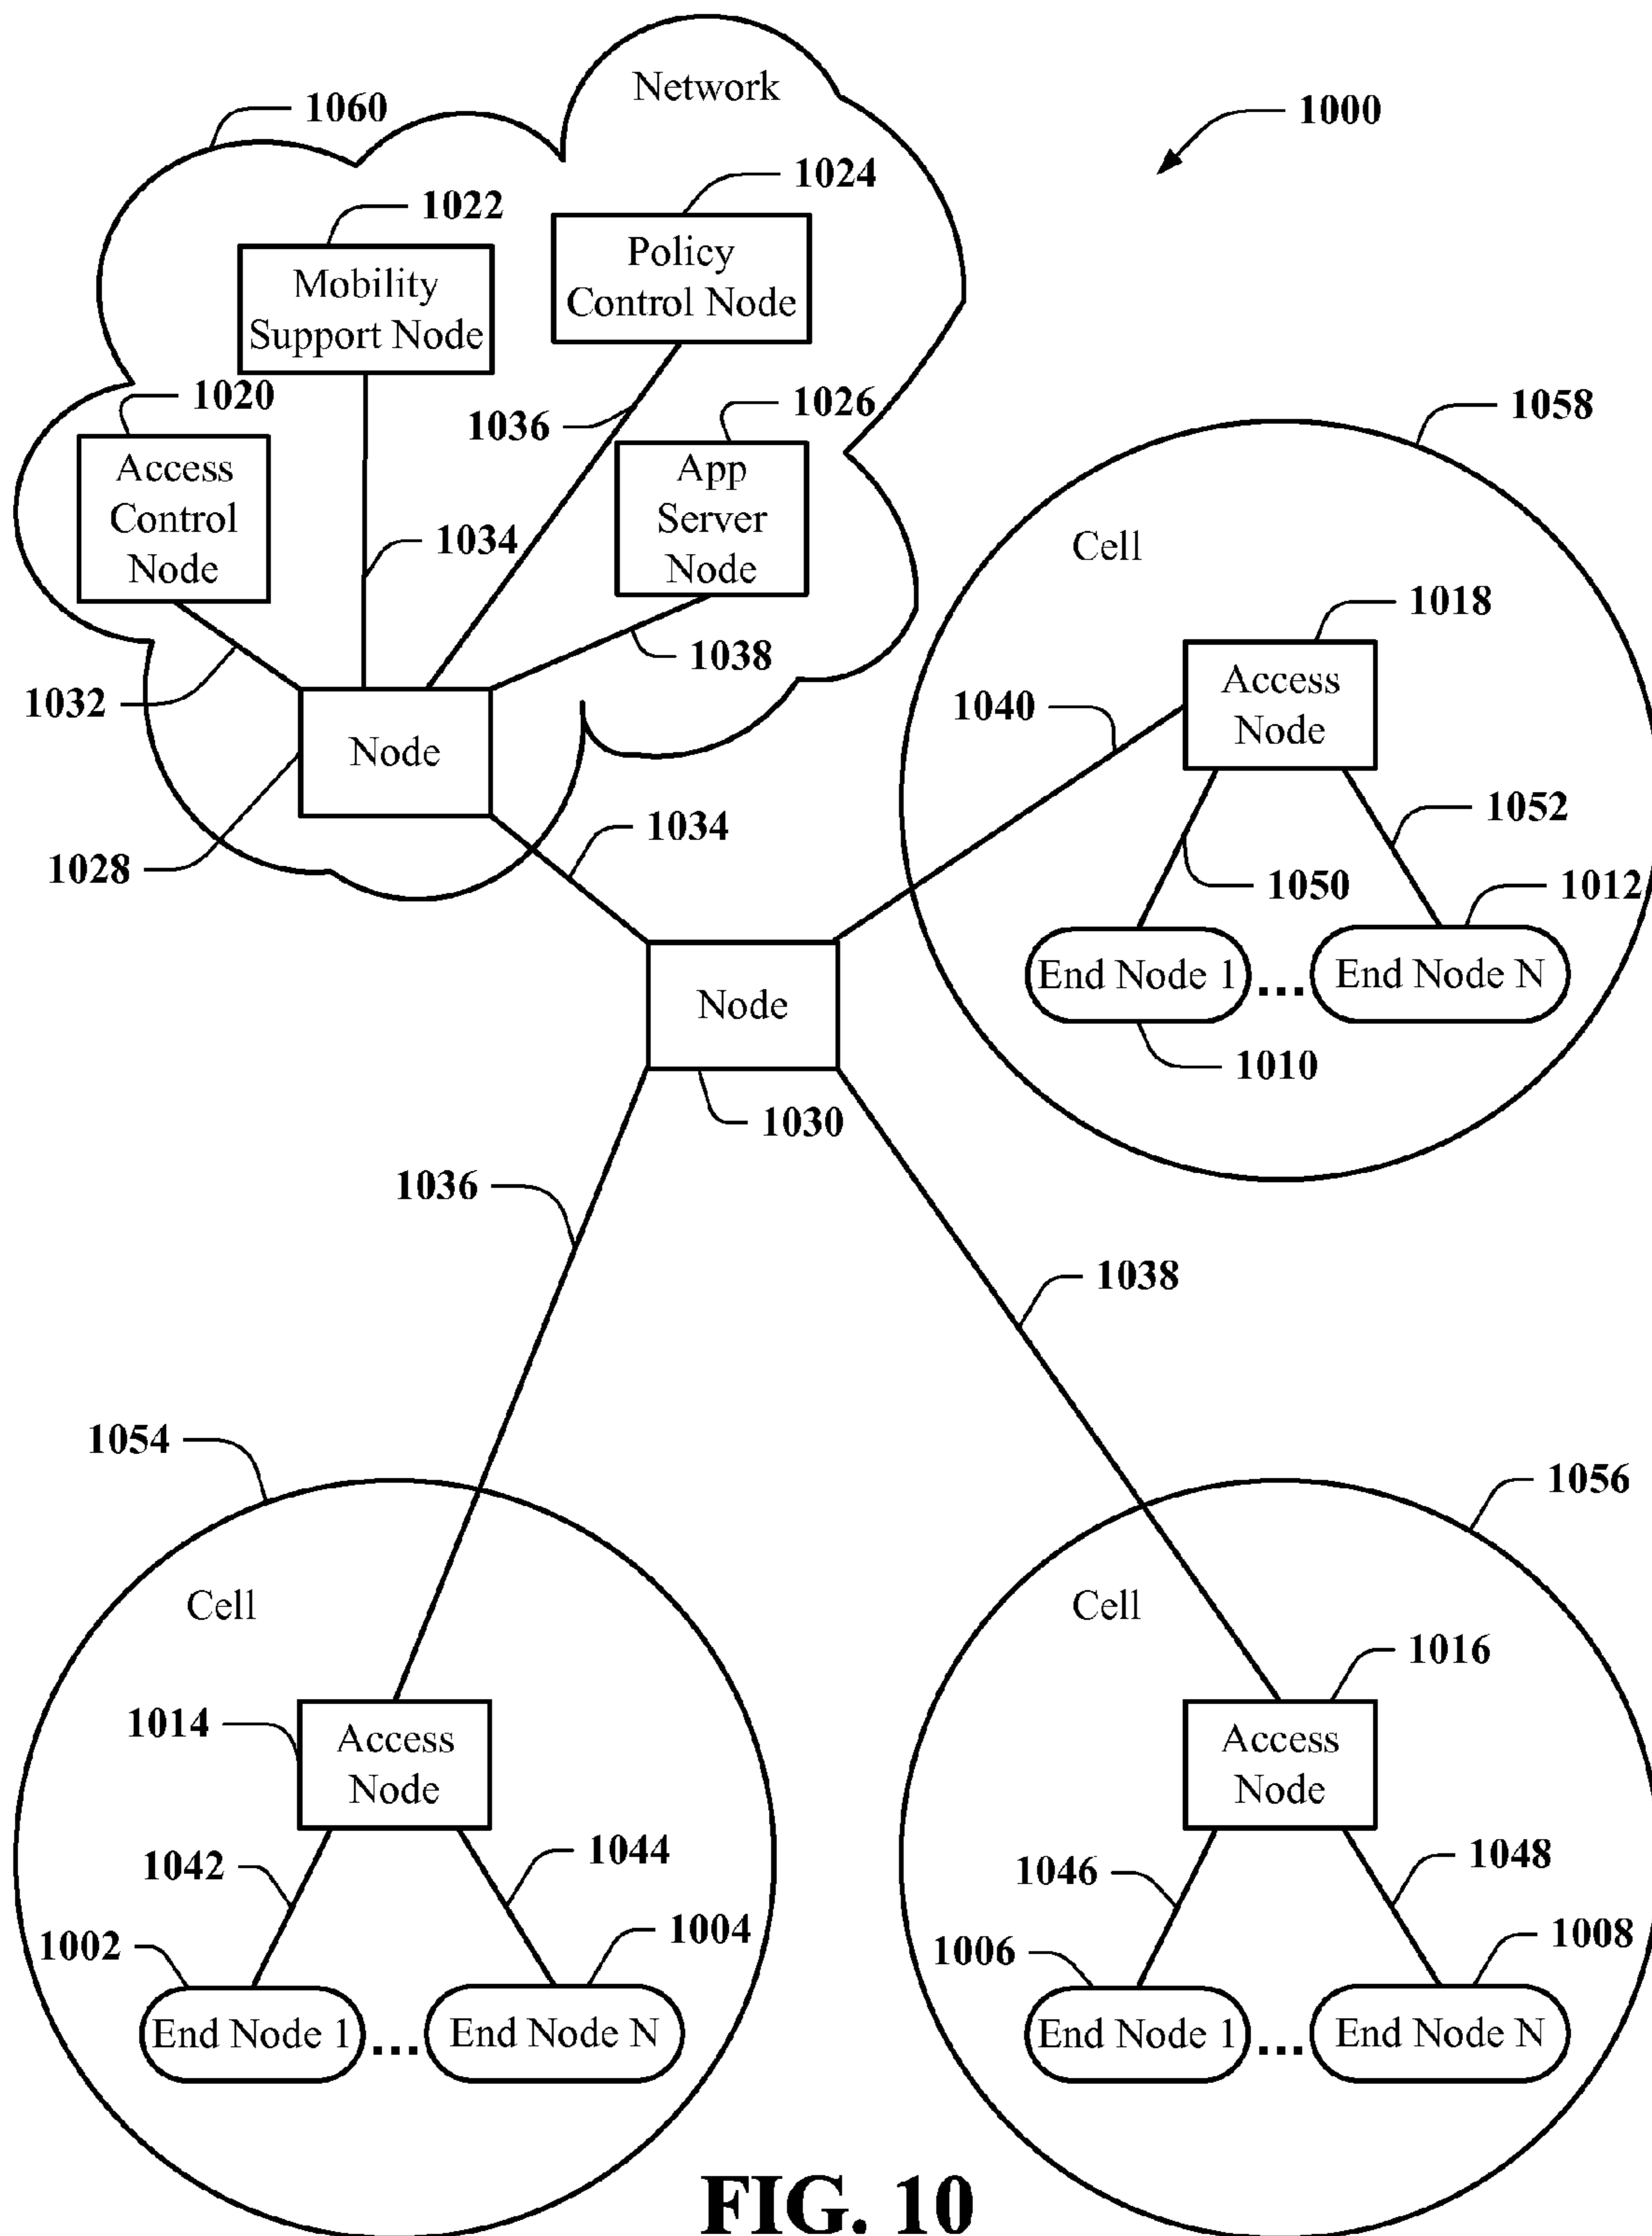 Network
1060
1000
1024
1022
Policy
Control Node
Mobility
Support Node
1020
1026
1036
1058
Access
Control
Node
App
Server
Node
1034
Cell
1018
1038
1032
Access
Node
1040
Node
1034
1052
1028
1050
1012
End Node 1
...
End Node N
Node
1010
1030
1036
1038
1054
1056
Cell
Cell
1016
1014
Access
Node
Access
Node
1042
1044
1046
1048
1002
1004
1006
1008
End Node 1
...
End Node N
End Node 1
...
End Node N
FIG. 10